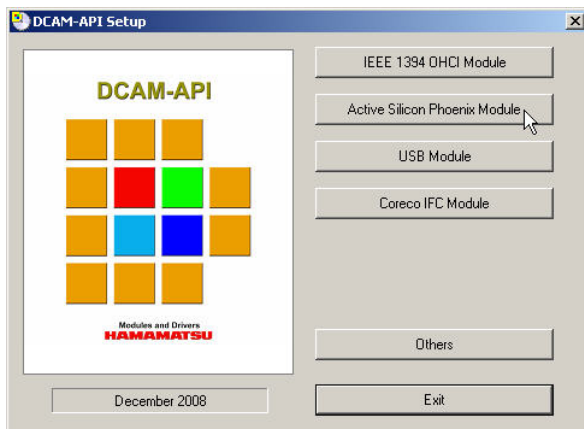 DCAM-API Setup
DCAM-API
Modules and Drivers
HAMAMATSU
December 2008
IEEE 1394 OHCI Module
Active Silicon Phoenix Module
USB Module
Coreco IFC Module
Others
Exit